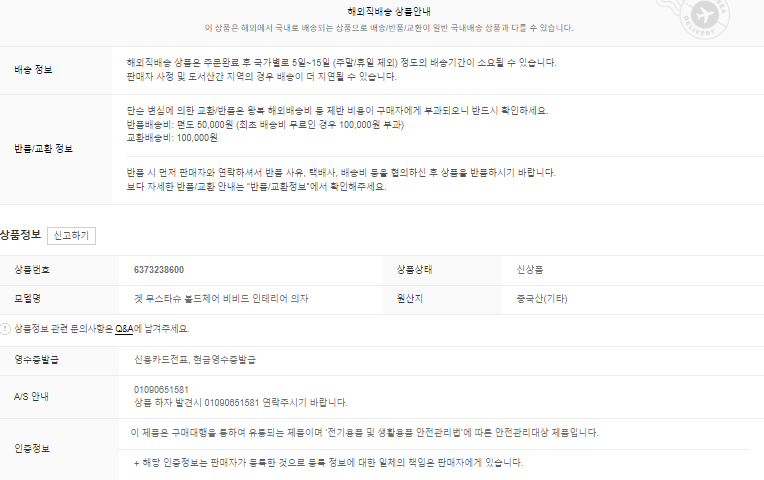 해외직배송 상품안내
이 상품은 해외에서 국내로 배송되는 상품으로 배송/반품/교환이 일반 국내배송 상품과 다를 수 있습니다.
DELIVERY
배송 정보
해외직배송 상품은 주문완료 후 국가별로 5일~15일 (주말/휴일 제외) 정도의 배송기간이 소요될 수 있습니다.
판매자 사정 및 도서산간 지역의 경우 배송이 더 지연될 수 있습니다.
반품/교환 정보
단순 변심에 의한 교환/반품은 왕복 해외배송비 등 제반 비용이 구매자에게 부과되오니 반드시 확인하세요.
반품배송비: 편도 50,000원 (최초 배송비 무료인 경우 100,000원 부과)
교환배송비: 100,000원
반품 시 먼저 판매자와 연락하셔서 반품 사유, 택배사, 배송비 등을 협의하신 후 상품을 반품하시기 바랍니다.
보다 자세한 반품/교환 안내는 "반품/교환정보"에서 확인해주세요.
상품정보 신고하기
상품번호 6373238600 상품상태 신상품
모델명 겟 무스타슈 볼드체어 비비드 인테리어 의자 원산지 중국산(기타)
! 상품정보 관련 문의사항은 Q&A에 남겨주세요.
영수증발급 신용카드전표, 현금영수증발급
A/S 안내
01090651581
상품 하자 발견시 01090651581 연락주시기 바랍니다.
인증정보
이 제품은 구매대행을 통하여 유통되는 제품이며 '전기용품 및 생활용품 안전관리법'에 따른 안전관리대상 제품입니다.
+ 해당 인증정보는 판매자가 등록한 것으로 등록 정보에 대한 일체의 책임은 판매자에게 있습니다.